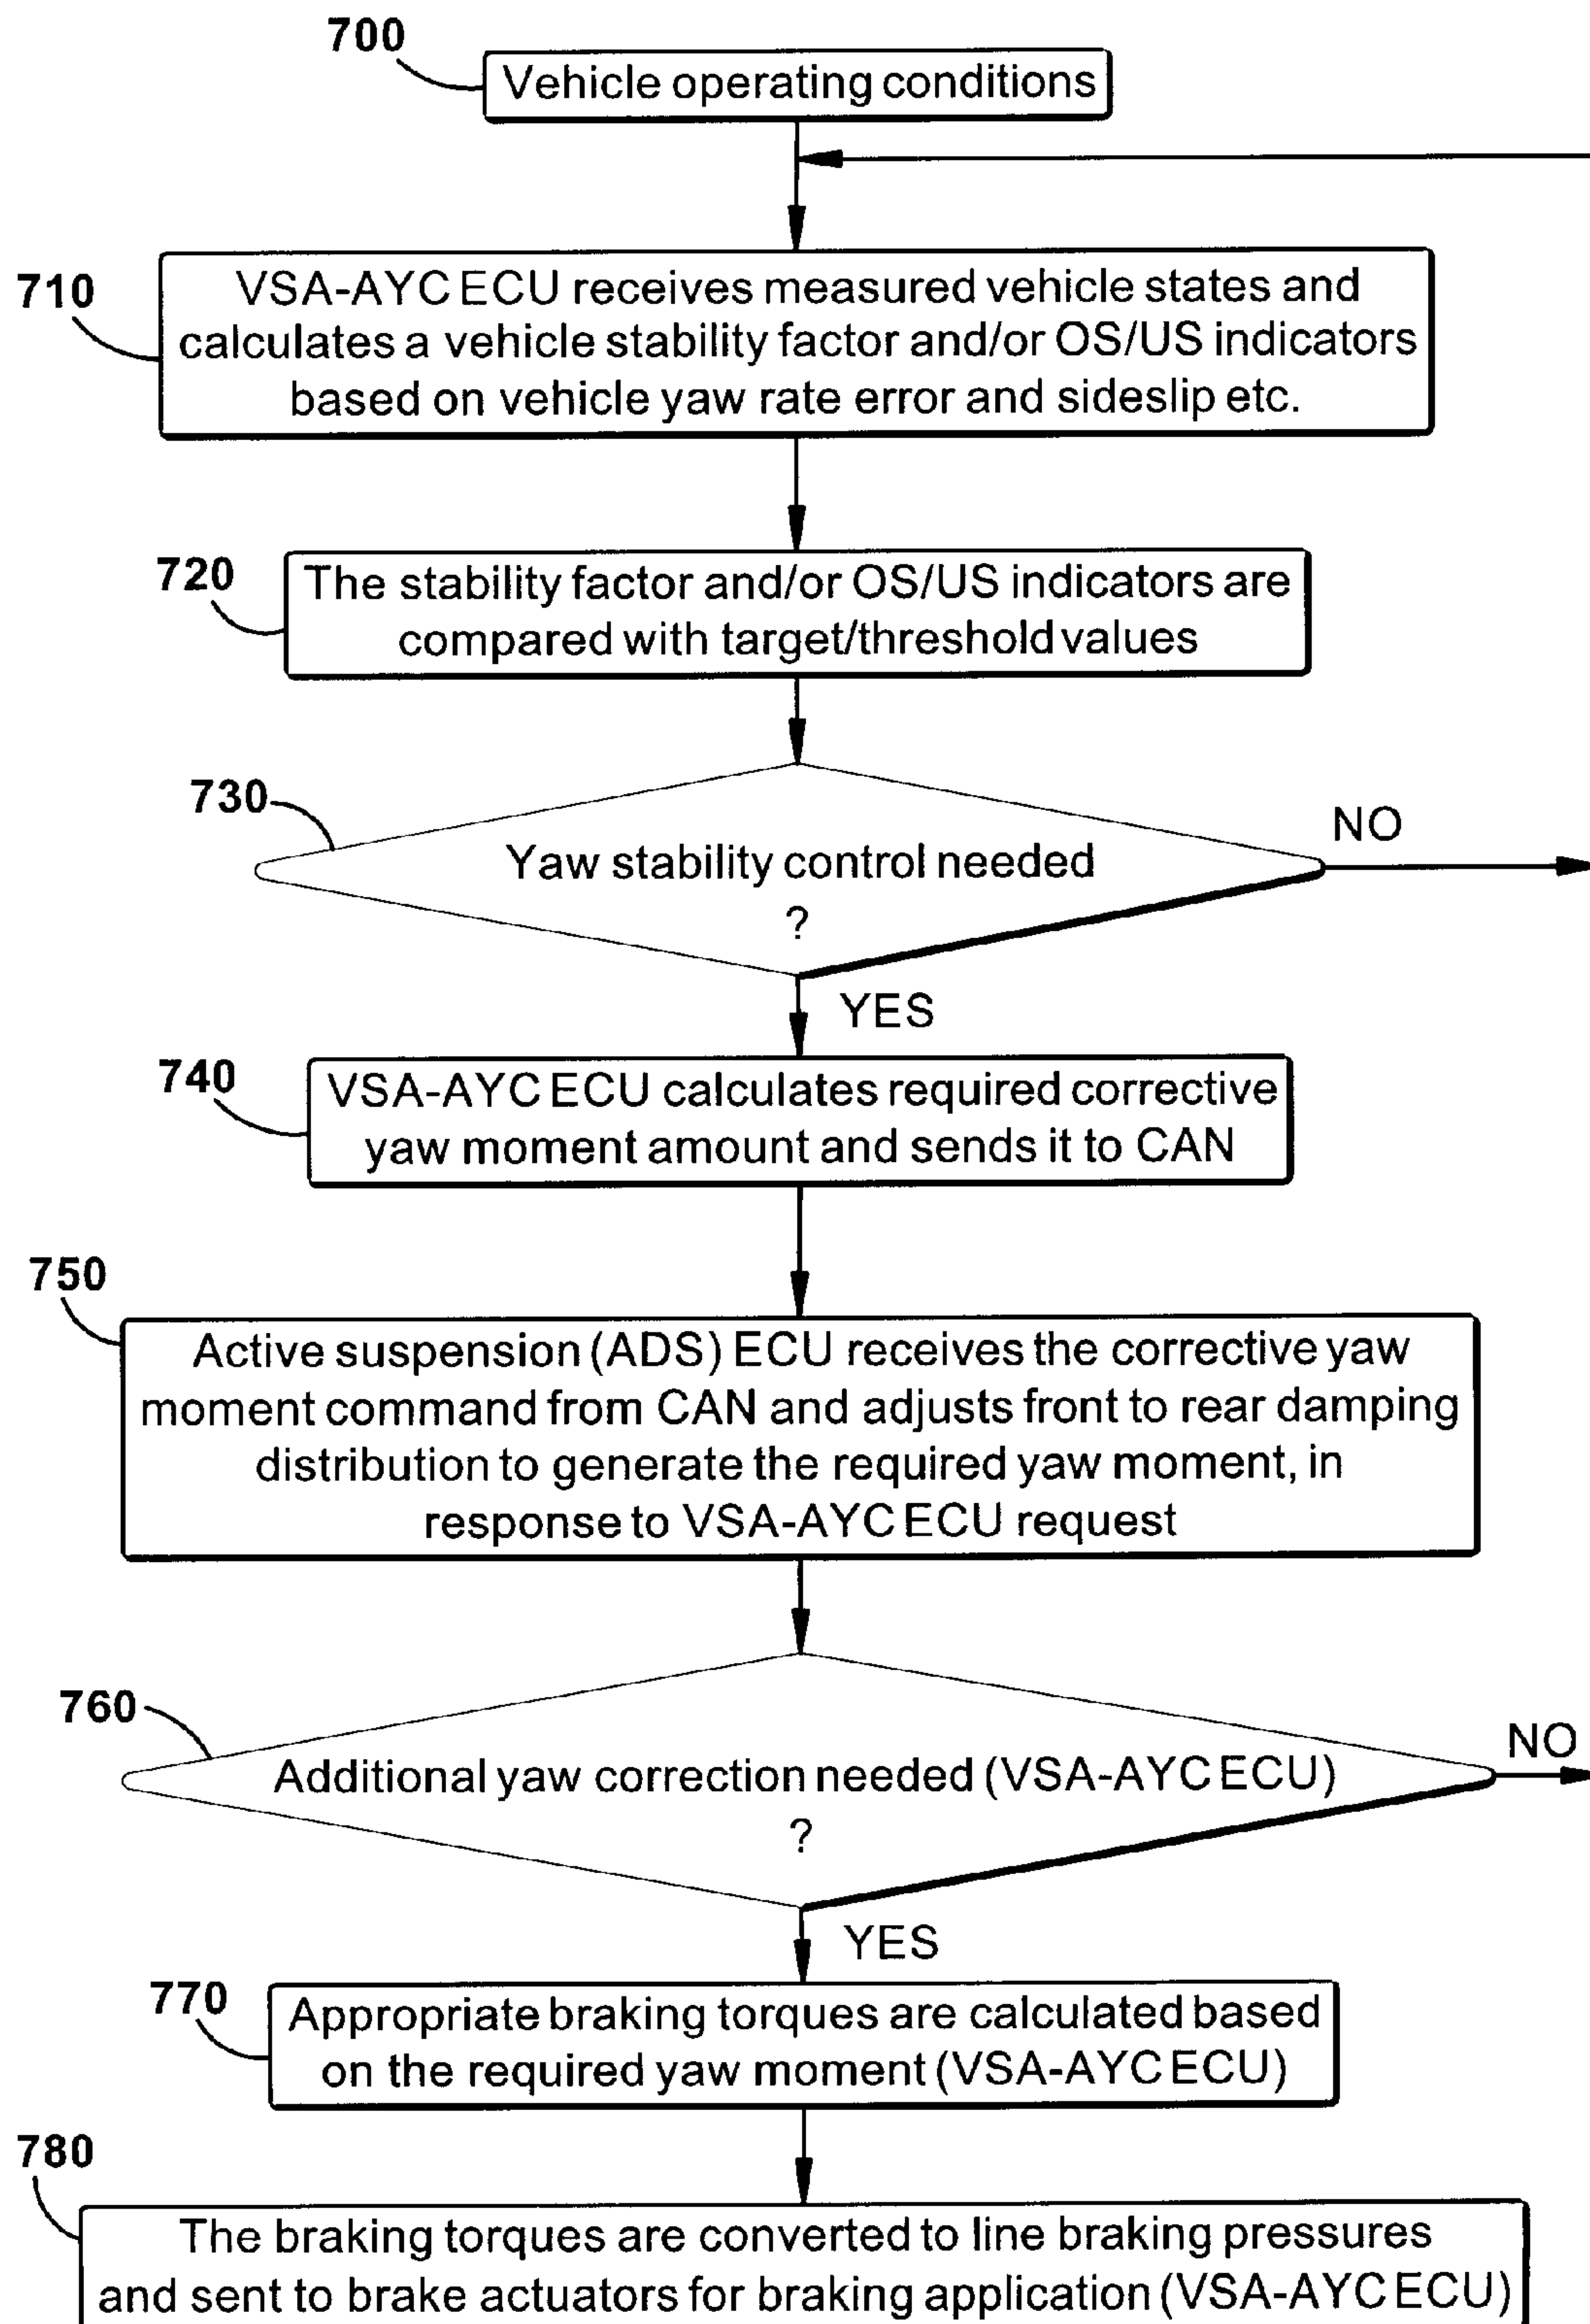 700
Vehicle operating conditions
710
VSA-AYC ECU receives measured vehicle states and
calculates a vehicle stability factor and/or OS/US indicators
based on vehicle yaw rate error and sideslip etc.
720
The stability factor and/or OS/US indicators are
compared with target/threshold values
730
Yaw stability control needed
?
NO
YES
740
VSA-AYC ECU calculates required corrective
yaw moment amount and sends it to CAN
750
Active suspension (ADS) ECU receives the corrective yaw
moment command from CAN and adjusts front to rear damping
distribution to generate the required yaw moment, in
response to VSA-AYC ECU request
760
Additional yaw correction needed (VSA-AYC ECU)
?
NO
YES
770
Appropriate braking torques are calculated based
on the required yaw moment (VSA-AYC ECU)
780
The braking torques are converted to line braking pressures
and sent to brake actuators for braking application (VSA-AYC ECU)